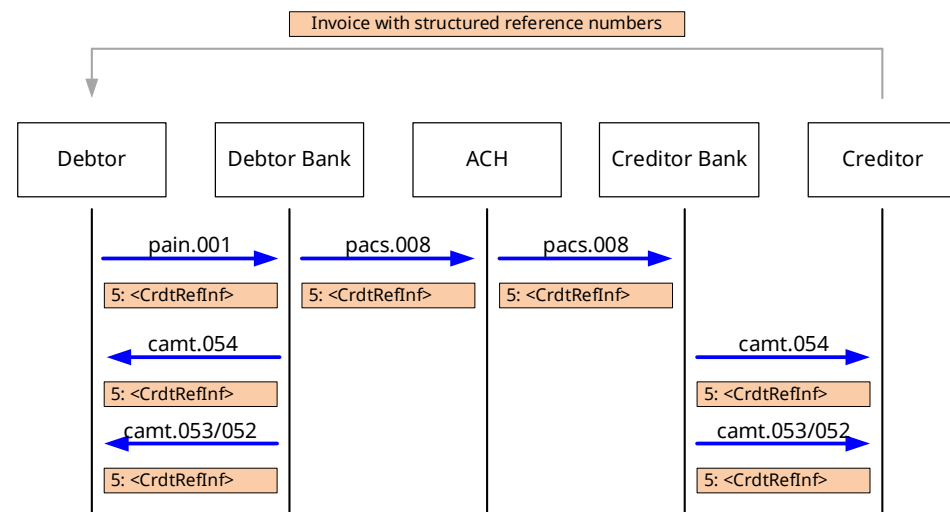 Invoice with structured reference numbers
Debtor
Debtor Bank
ACH
Creditor Bank
Creditor
pain.001
pacs.008
pacs.008
5: <CrdtRefInf>
5: <CrdtRefInf>
5: <CrdtRefInf>
camt.054
camt.054
5: <CrdtRefInf>
5: <CrdtRefInf>
camt.053/052
camt.053/052
5: <CrdtRefInf>
5: <CrdtRefInf>